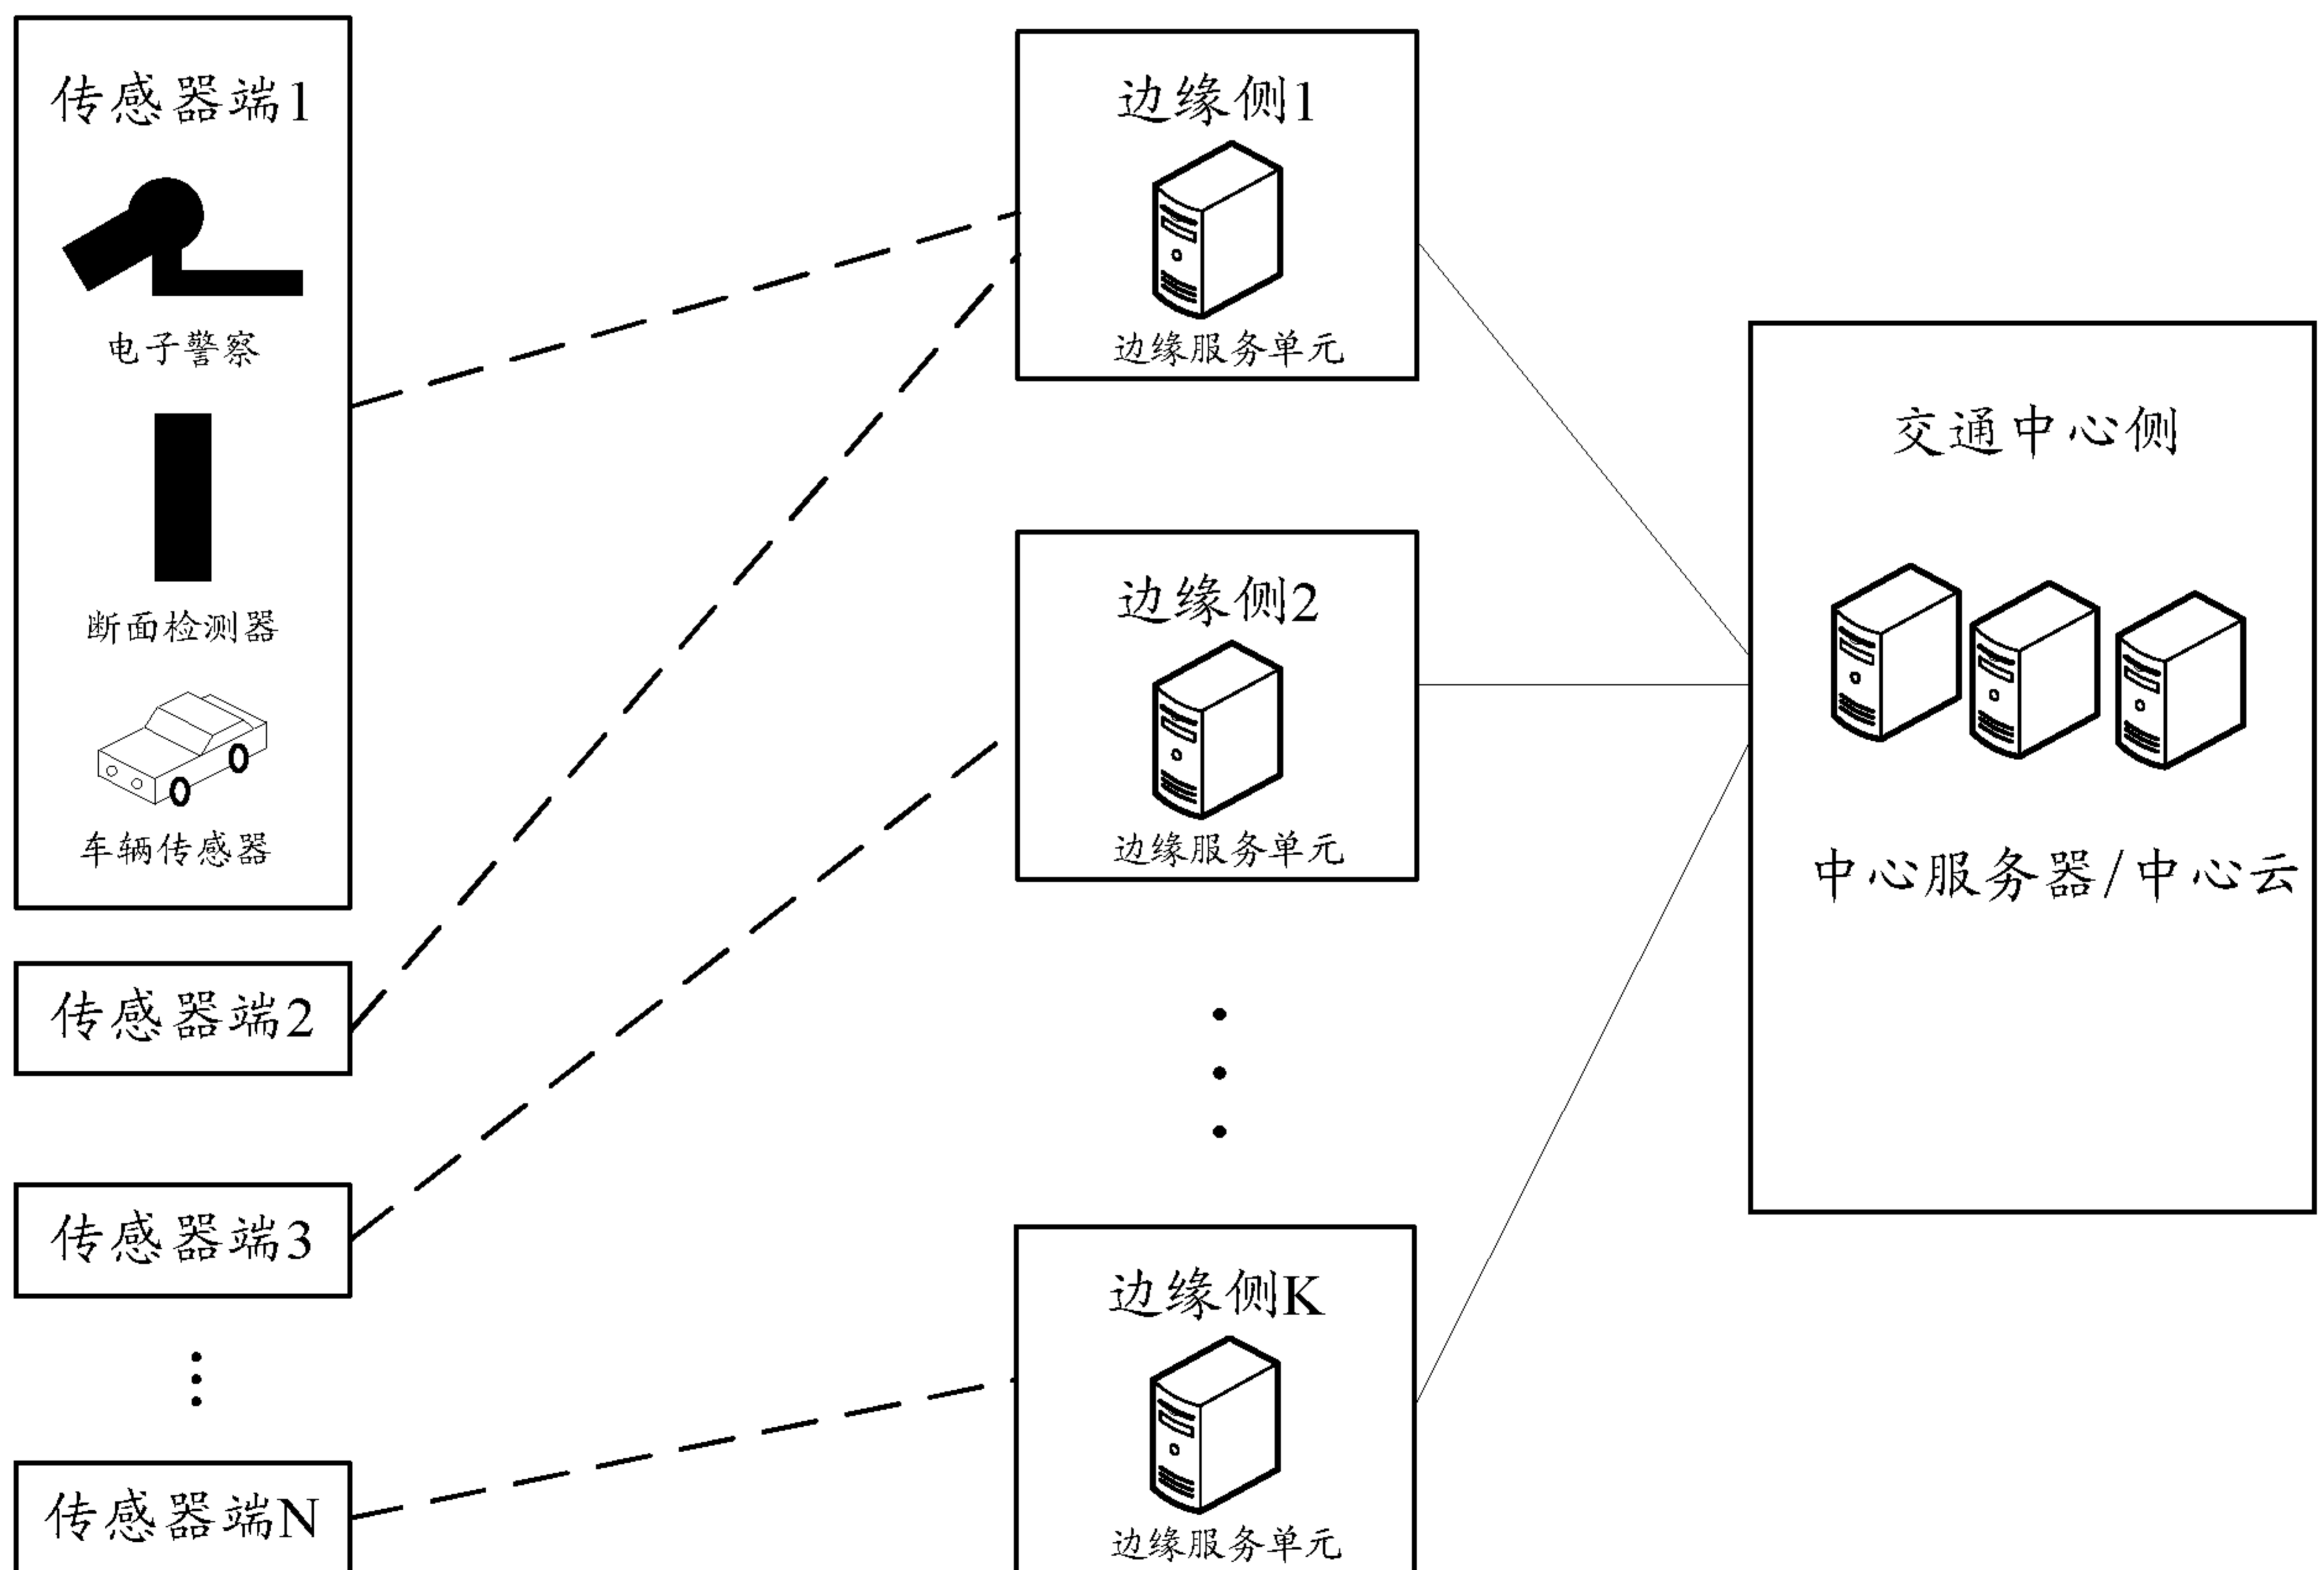 传感器端1
电子警察
断面检测器
车辆传感器
传感器端2
传感器端3
传感器端N
边缘侧1
边缘服务单元
边缘侧2
边缘服务单元
边缘侧K
边缘服务单元
交通中心侧
中心服务器/中心云